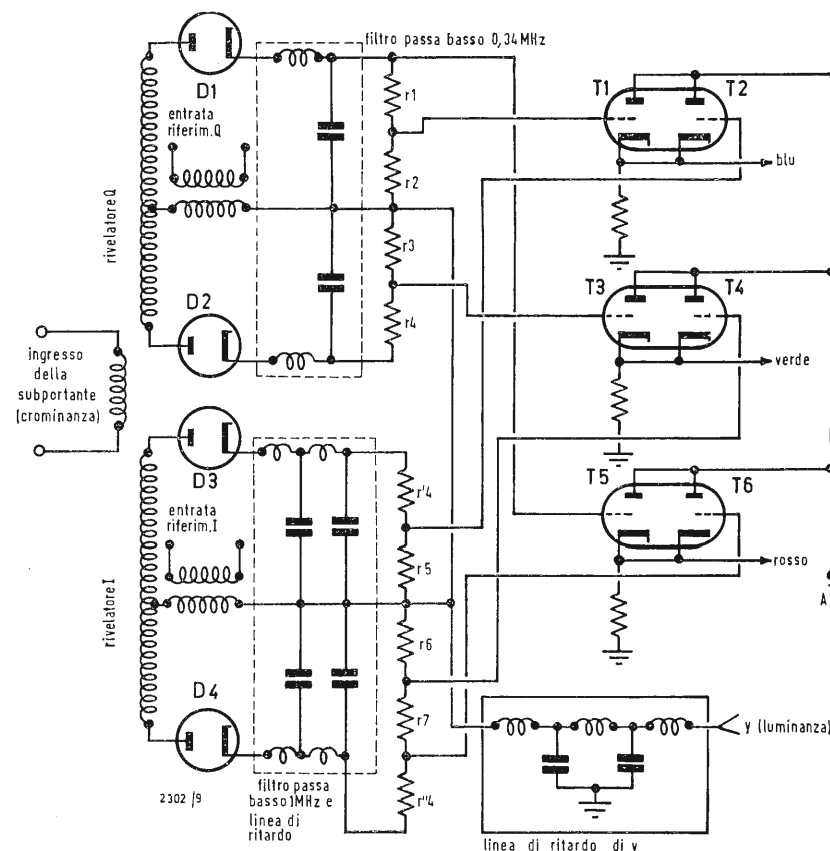 filtro passa basso 0,34 MHz
D1
entrata
riferim.Q
rivelatore Q
D2
r1
r2
r3
r4
T1
T2
blu
T3
T4
verde
T5
T6
rosso
A
ingresso
della
subportante
(crominanza)
D3
entrata
riferim.I
rivelatore I
D4
r'4
r5
r6
r7
r"4
filtro passa
basso 1MHz e
linea di
ritardo
2302/9
y (luminanza)
linea di ritardo di y